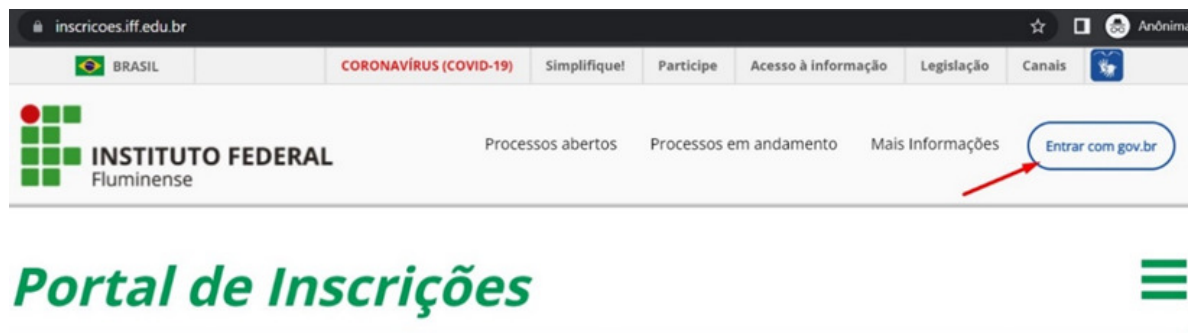 inscricoes.iff.edu.br Anônima
BRASIL CORONAVÍRUS (COVID-19) Simplifique! Participe Acesso à informação Legislação Canais
Processos abertos Processos em andamento Mais Informações Entrar com gov.br
INSTITUTO FEDERAL
Fluminense
Portal de Inscrições